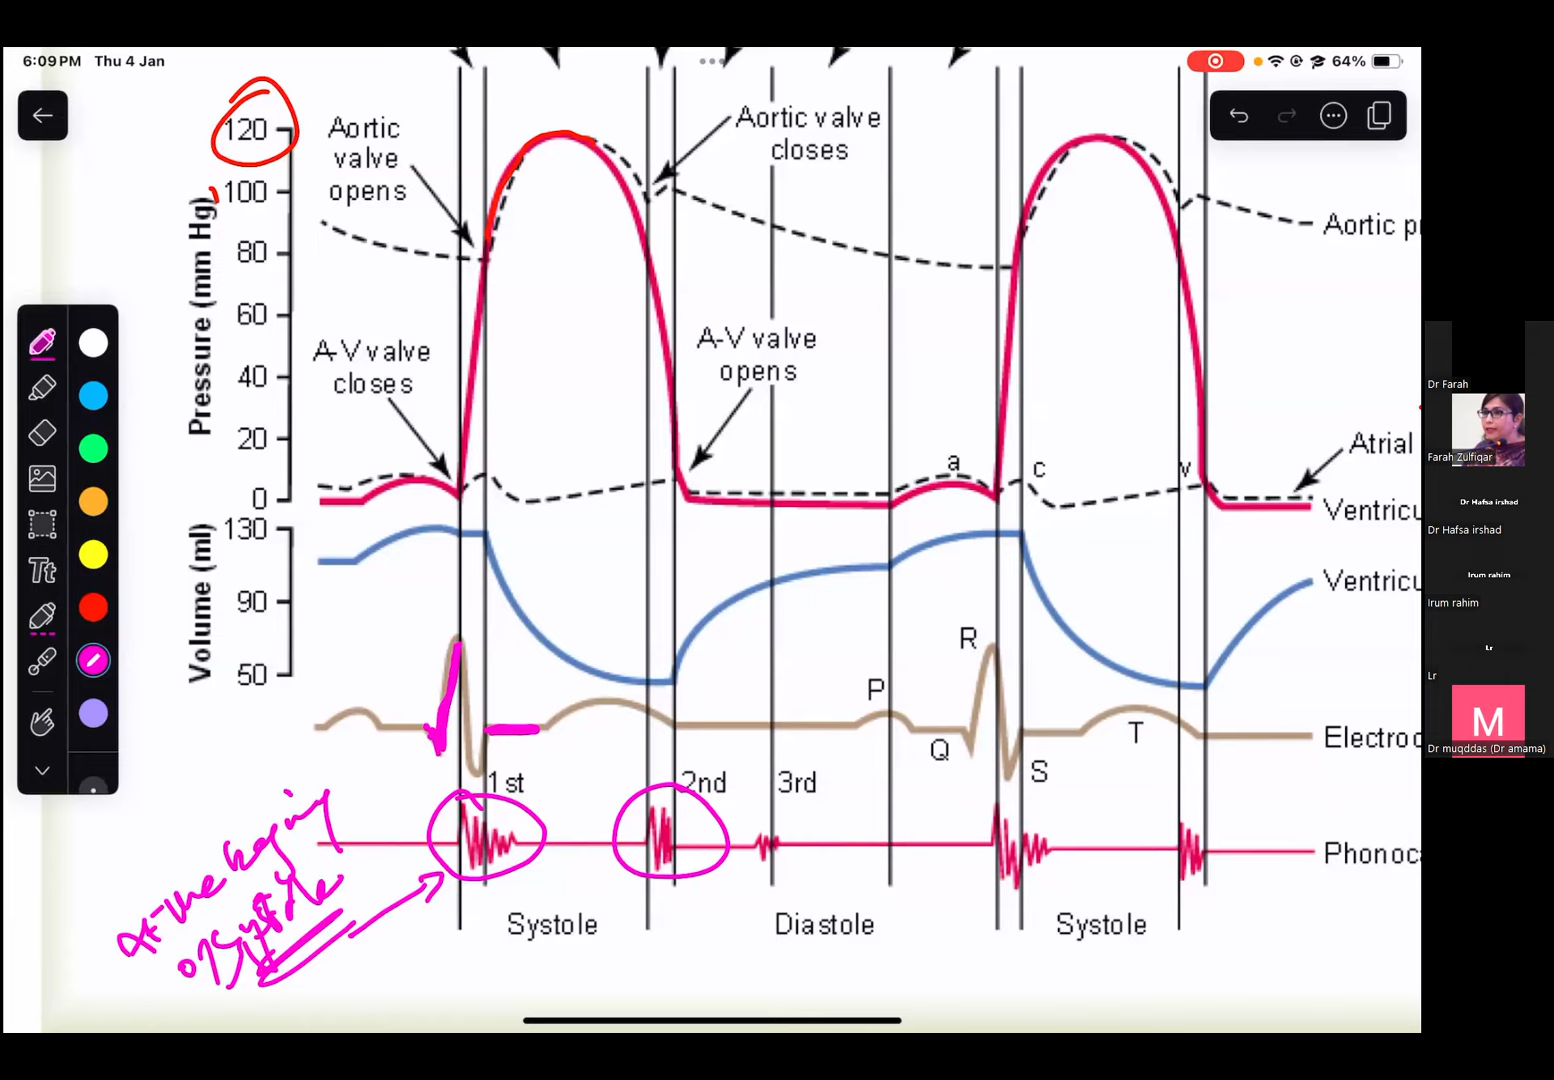 6:09 PM Thu 4 Jan
64%
120
100
80
60
40
20
0
Pressure (mm Hg)
Aortic
valve
opens
Aortic valve
closes
A-V valve
closes
A-V valve
opens
a
c
v
Aortic p
Atrial
Ventricu
130
90
50
Volume (ml)
Ventricu
P
Q
R
S
T
Electro
1st
2nd
3rd
Phonoc
Systole
Diastole
Systole
At the
of Systole
Tt
Dr Farah
Farah Zulfiqar
Dr Hafsa irshad
Dr Hafsa irshad
Irum rahim
Irum rahim
Lr
Lr
M
Dr muqddas (Dr amama)